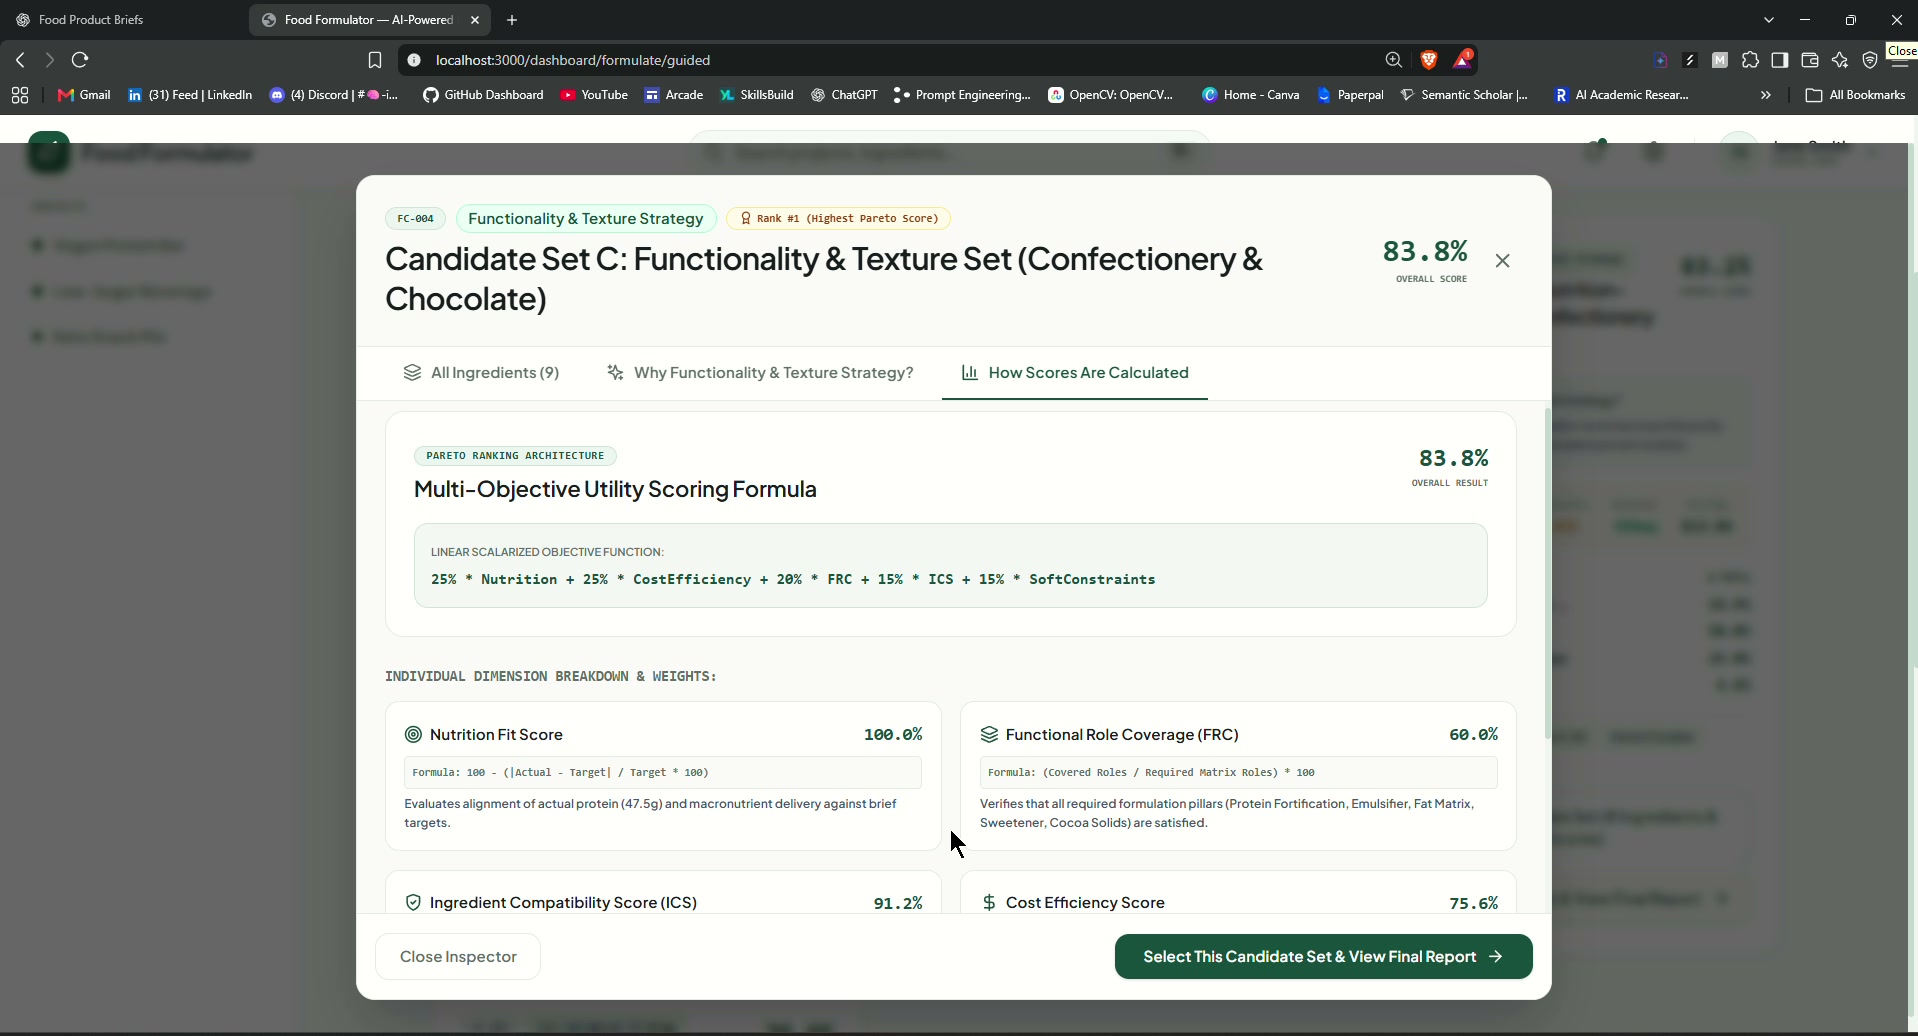 Food Product Briefs
Food Formulator — AI-Powered
localhost:3000/dashboard/formulate/guided
1
Close
Gmail
(31) Feed | LinkedIn
(4) Discord | #🧠-i...
GitHub Dashboard
YouTube
Arcade
SkillsBuild
ChatGPT
Prompt Engineering...
OpenCV: OpenCV...
Home - Canva
Paperpal
Semantic Scholar |...
AI Academic Resear...
All Bookmarks
FoodFormulator
FC-004
Functionality & Texture Strategy
Rank #1 (Highest Pareto Score)
Candidate Set C: Functionality & Texture Set (Confectionery &
Chocolate)
83.8%
OVERALL SCORE
All Ingredients (9)
Why Functionality & Texture Strategy?
How Scores Are Calculated
PARETO RANKING ARCHITECTURE
Multi-Objective Utility Scoring Formula
83.8%
OVERALL RESULT
LINEAR SCALARIZED OBJECTIVE FUNCTION:
25% * Nutrition + 25% * CostEfficiency + 20% * FRC + 15% * ICS + 15% * SoftConstraints
INDIVIDUAL DIMENSION BREAKDOWN & WEIGHTS:
Nutrition Fit Score
100.0%
Formula: 100 - (|Actual - Target| / Target * 100)
Evaluates alignment of actual protein (47.5g) and macronutrient delivery against brief
targets.
Functional Role Coverage (FRC)
60.0%
Formula: (Covered Roles / Required Matrix Roles) * 100
Verifies that all required formulation pillars (Protein Fortification, Emulsifier, Fat Matrix,
Sweetener, Cocoa Solids) are satisfied.
Ingredient Compatibility Score (ICS)
91.2%
Cost Efficiency Score
75.6%
Close Inspector
Select This Candidate Set & View Final Report